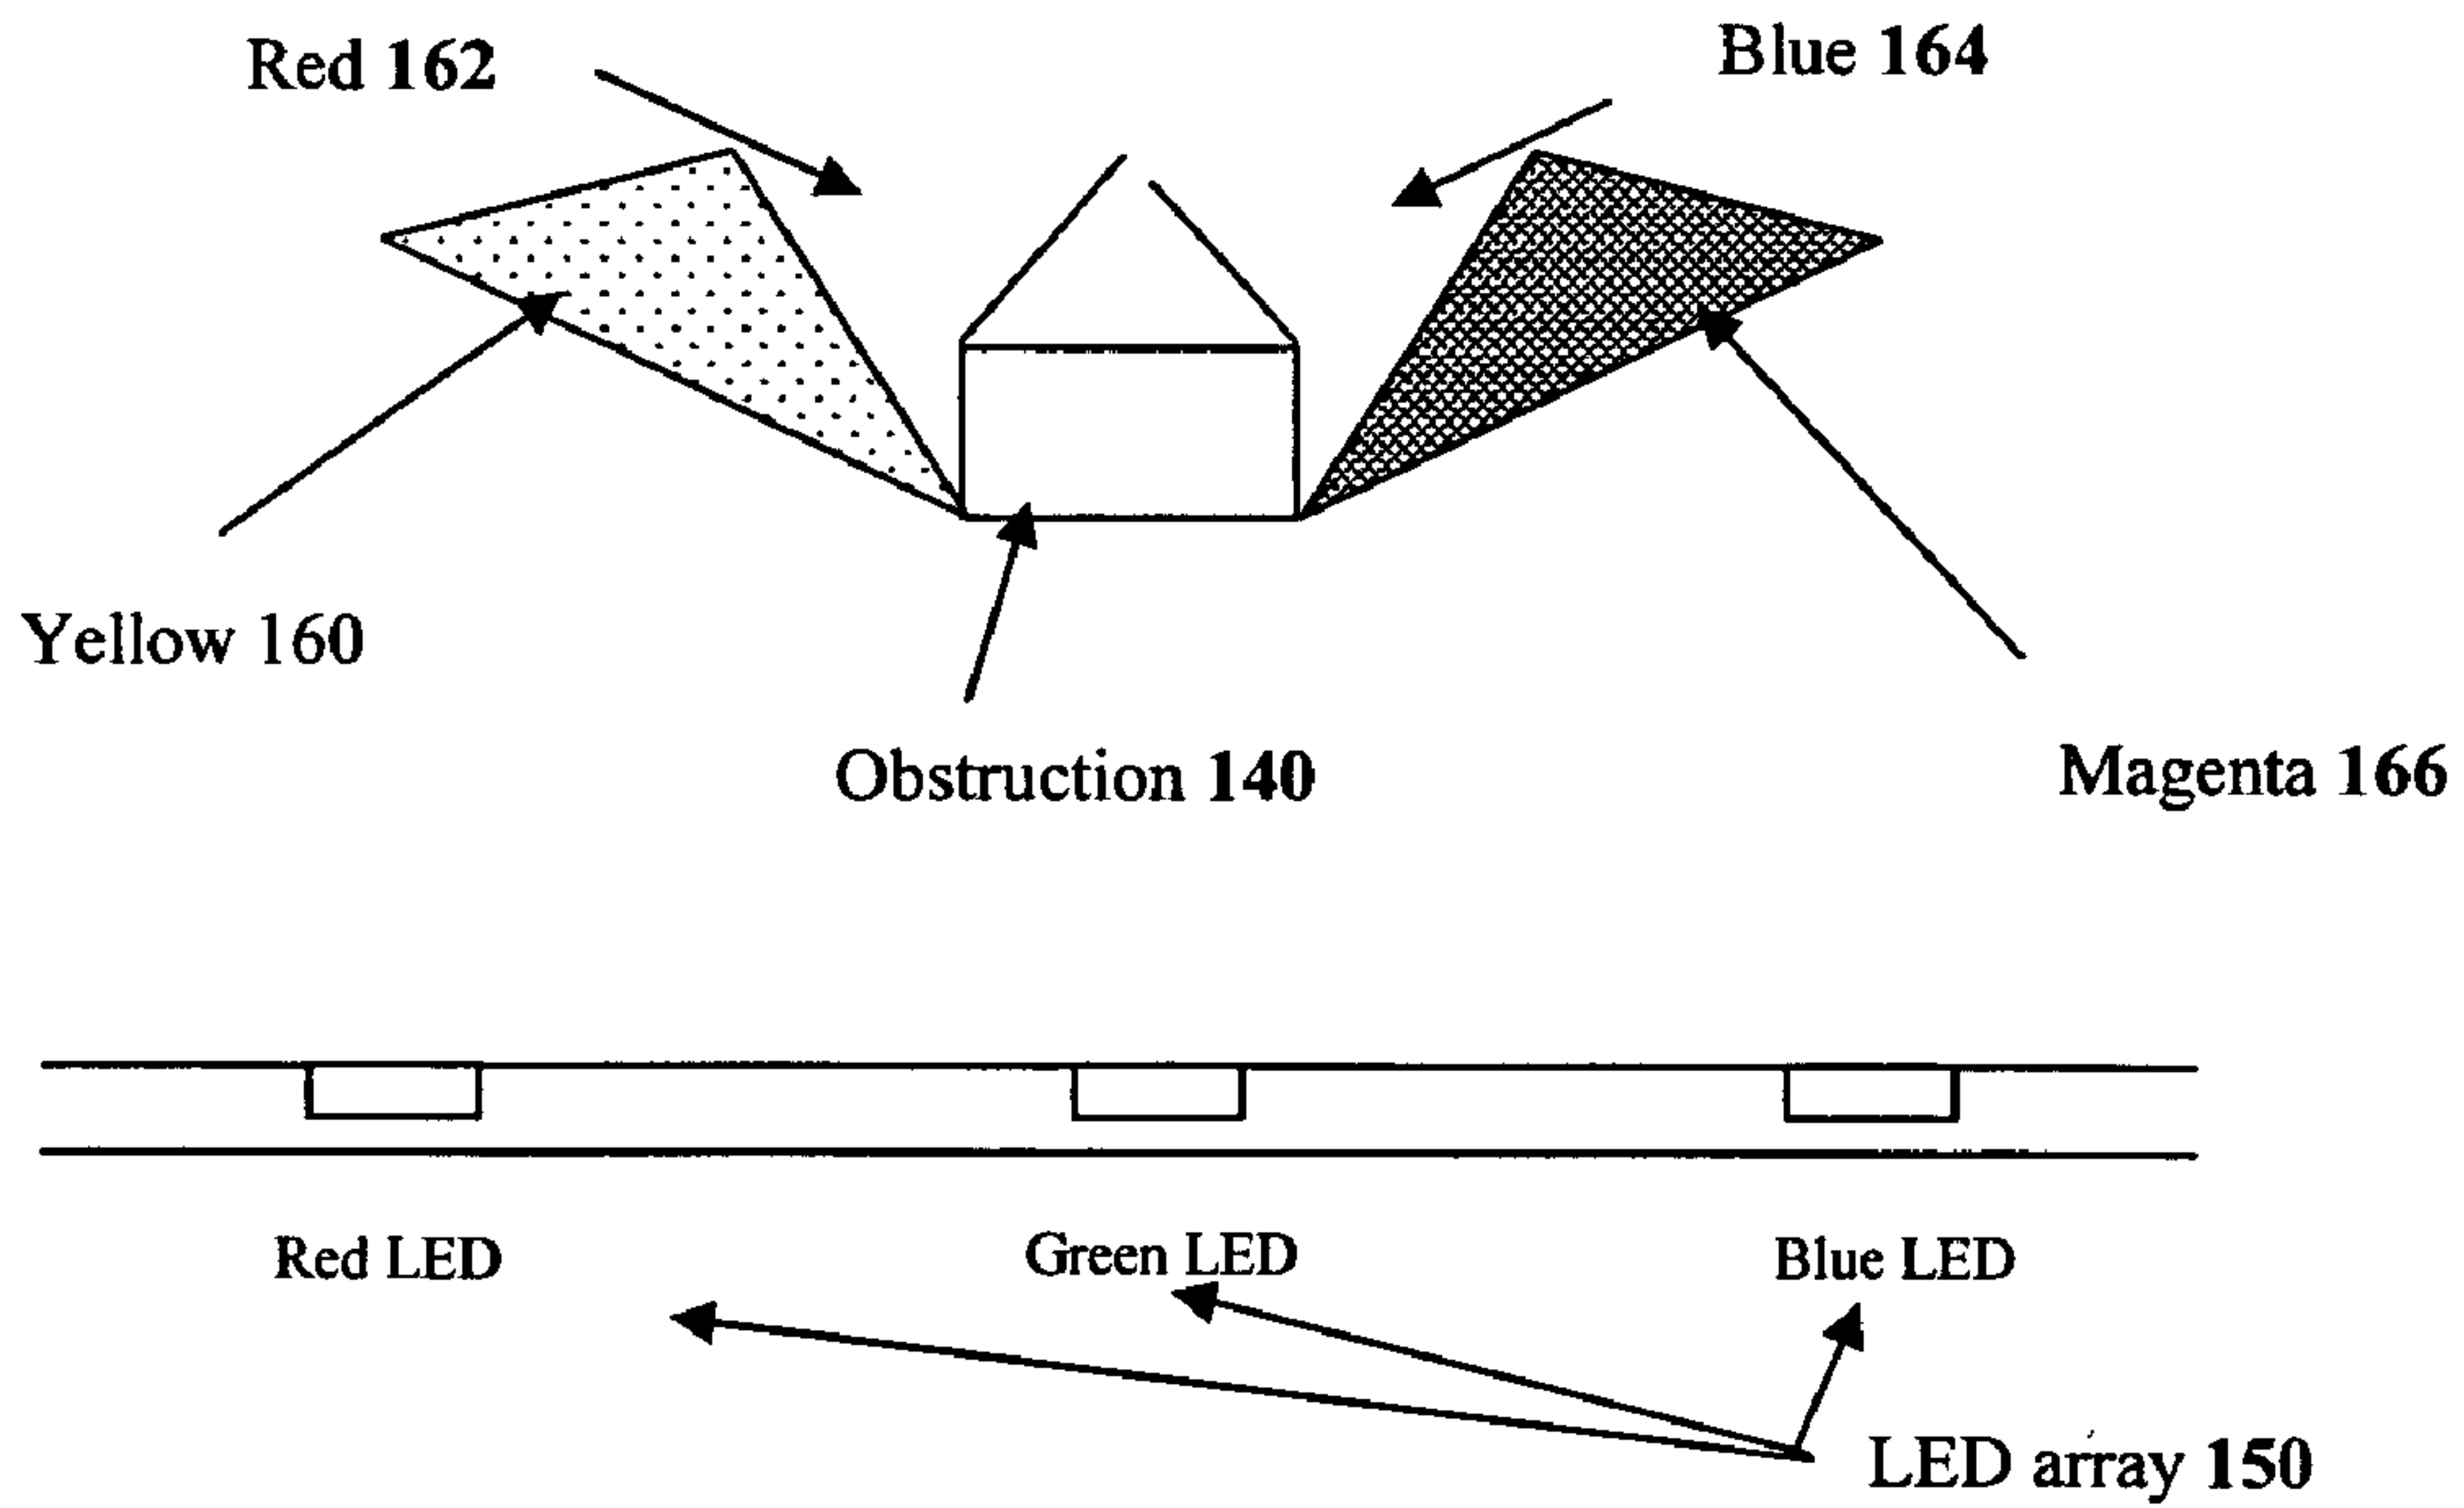 Red 162
Blue 164
Yellow 160
Obstruction 140
Magenta 166
Red LED
Green LED
Blue LED
LED array 150